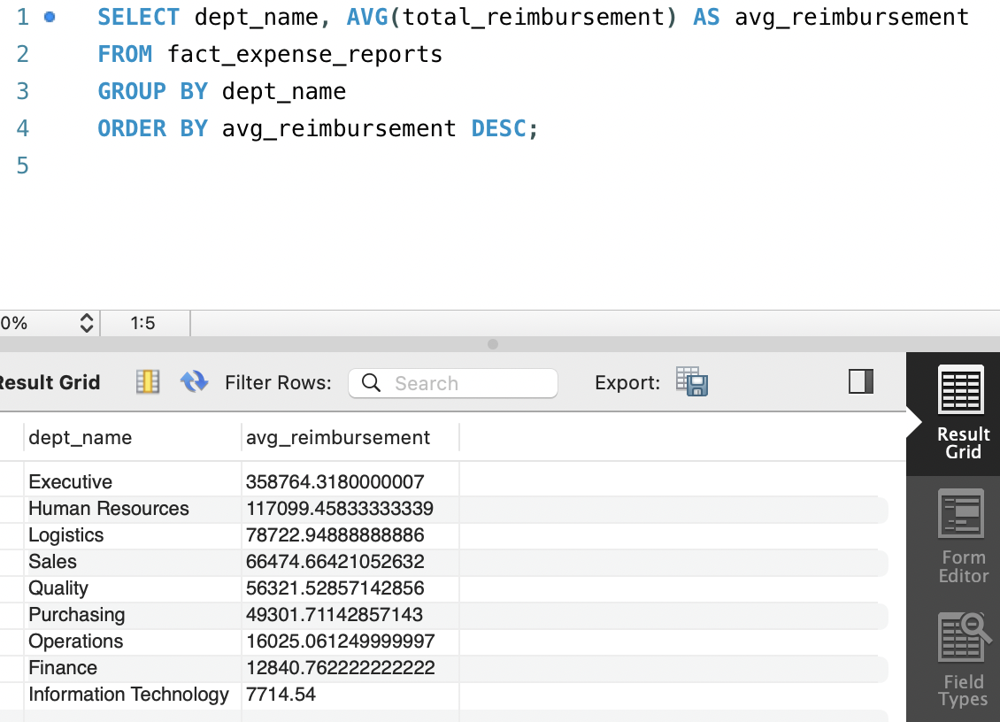 1 SELECT dept_name, AVG(total_reimbursement) AS avg_reimbursement
2 FROM fact_expense_reports
3 GROUP BY dept_name
4 ORDER BY avg_reimbursement DESC;
5
0% 1:5
Result Grid Filter Rows: Search Export:
dept_name avg_reimbursement
Executive 358764.3180000007
Human Resources 117099.45833333339
Logistics 78722.94888888886
Sales 66474.66421052632
Quality 56321.52857142856
Purchasing 49301.71142857143
Operations 16025.061249999997
Finance 12840.762222222222
Information Technology 7714.54
Result
Grid
Form
Editor
Field
Types